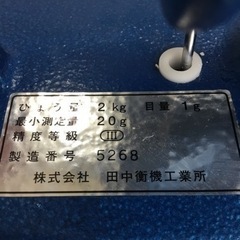 ひょう量 2kg 目量 1g
最小測定量 20g
精度等級 III
製造番号 5268
株式会社 田中衡機工業所